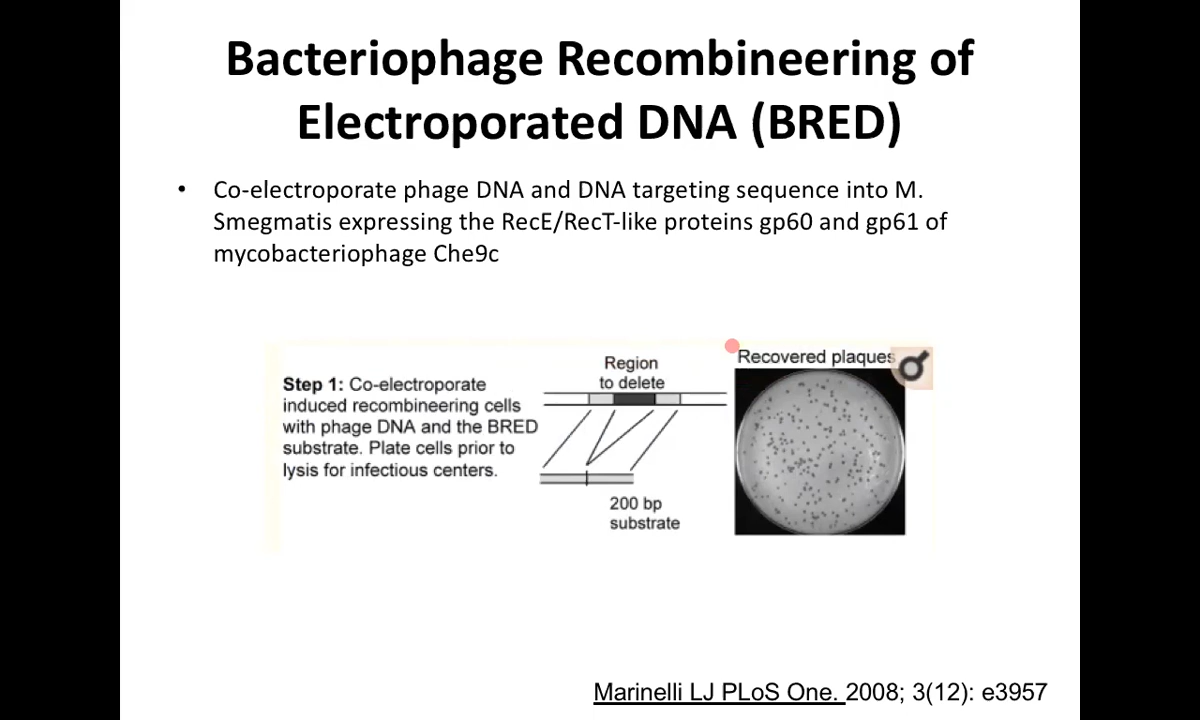 Bacteriophage Recombineering of
Electroporated DNA (BRED)
• Co-electroporate phage DNA and DNA targeting sequence into M.
Smegmatis expressing the RecE/RecT-like proteins gp60 and gp61 of
mycobacteriophage Che9c
Step 1: Co-electroporate
induced recombineering cells
with phage DNA and the BRED
substrate. Plate cells prior to
lysis for infectious centers.
Region
to delete
200 bp
substrate
Recovered plaques
Marinelli LJ PLoS One. 2008; 3(12): e3957